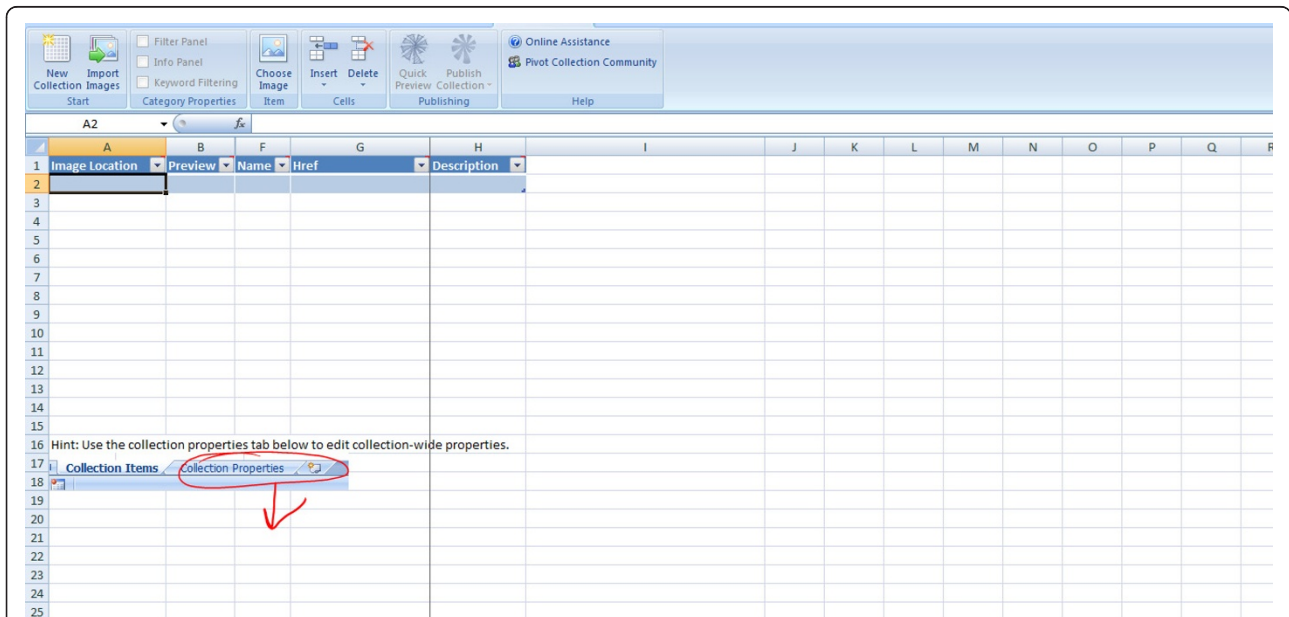 New Collection
Import Images
Start
Filter Panel
Info Panel
Keyword Filtering
Category Properties
Choose Image
Item
Insert
Delete
Cells
Quick Preview
Publish Collection
Publishing
Online Assistance
Pivot Collection Community
Help
A2
fx
A B F G H I J K L M N O P Q R
1 Image Location Preview Name Href Description
2
3
4
5
6
7
8
9
10
11
12
13
14
15
16 Hint: Use the collection properties tab below to edit collection-wide properties.
17 Collection Items Collection Properties
18
19
20
21
22
23
24
25